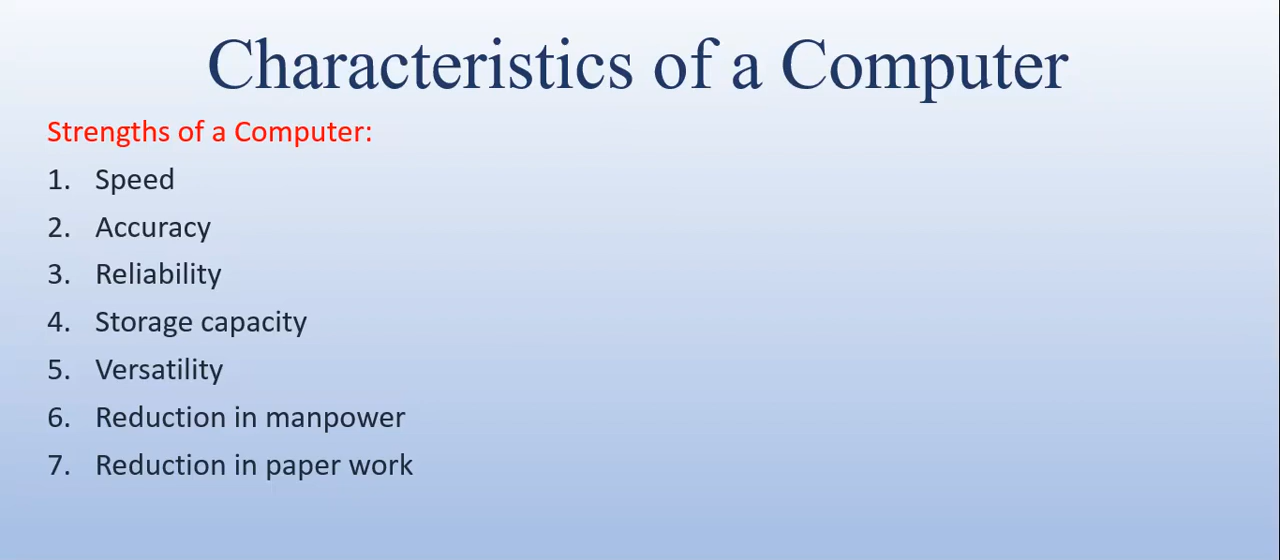 Characteristics of a Computer
Strengths of a Computer:
1. Speed
2. Accuracy
3. Reliability
4. Storage capacity
5. Versatility
6. Reduction in manpower
7. Reduction in paper work